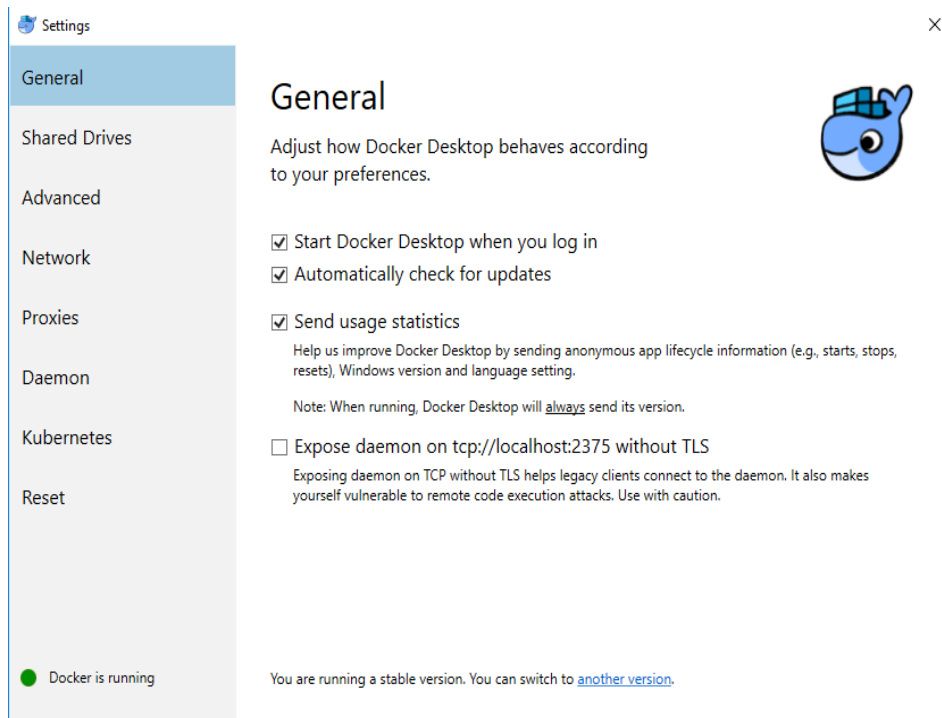 Settings
General
Shared Drives
Advanced
Network
Proxies
Daemon
Kubernetes
Reset
Docker is running
General
Adjust how Docker Desktop behaves according
to your preferences.
Start Docker Desktop when you log in
Automatically check for updates
Send usage statistics
Help us improve Docker Desktop by sending anonymous app lifecycle information (e.g., starts, stops,
resets), Windows version and language setting.
Note: When running, Docker Desktop will always send its version.
Expose daemon on tcp://localhost:2375 without TLS
Exposing daemon on TCP without TLS helps legacy clients connect to the daemon. It also makes
yourself vulnerable to remote code execution attacks. Use with caution.
You are running a stable version. You can switch to another version.